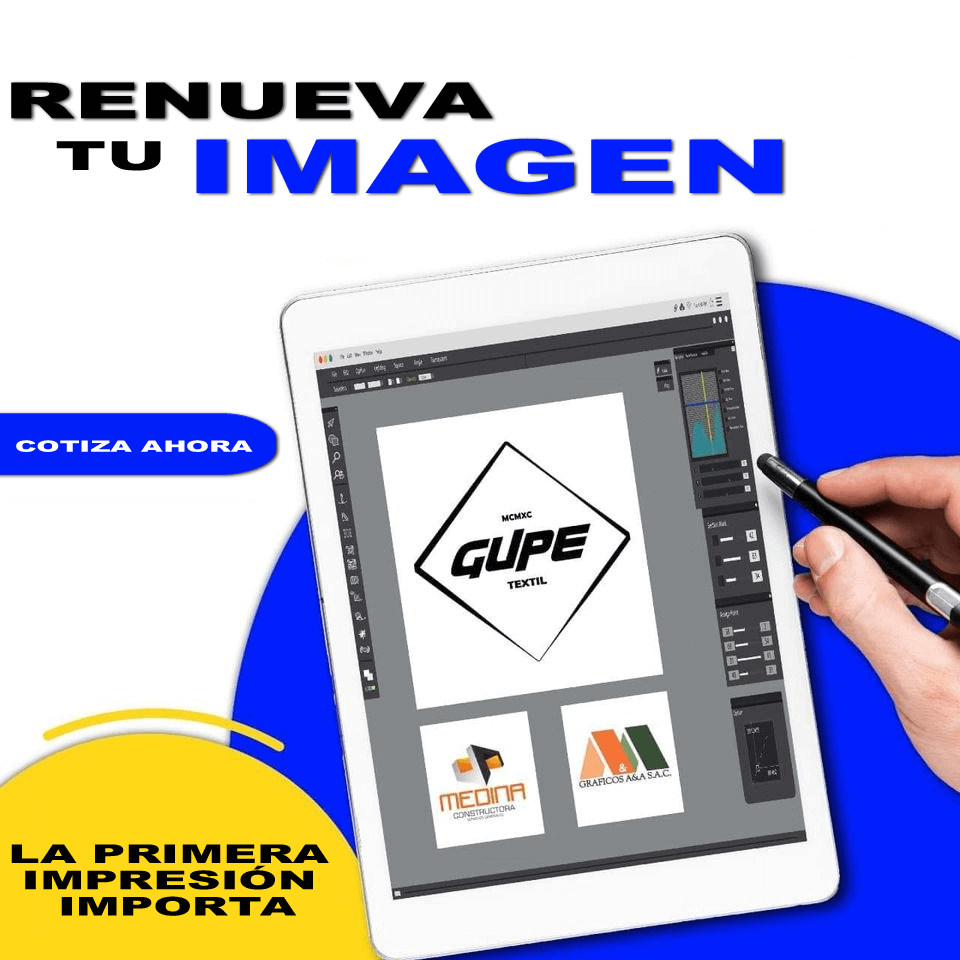 RENUEVA
TU IMAGEN
COTIZA AHORA
MCMXC
GUPE
TEXTIL
MEDINA
CONSTRUCTORA
A&A
GRAFICOS A&A S.A.C.
LA PRIMERA
IMPRESIÓN
IMPORTA